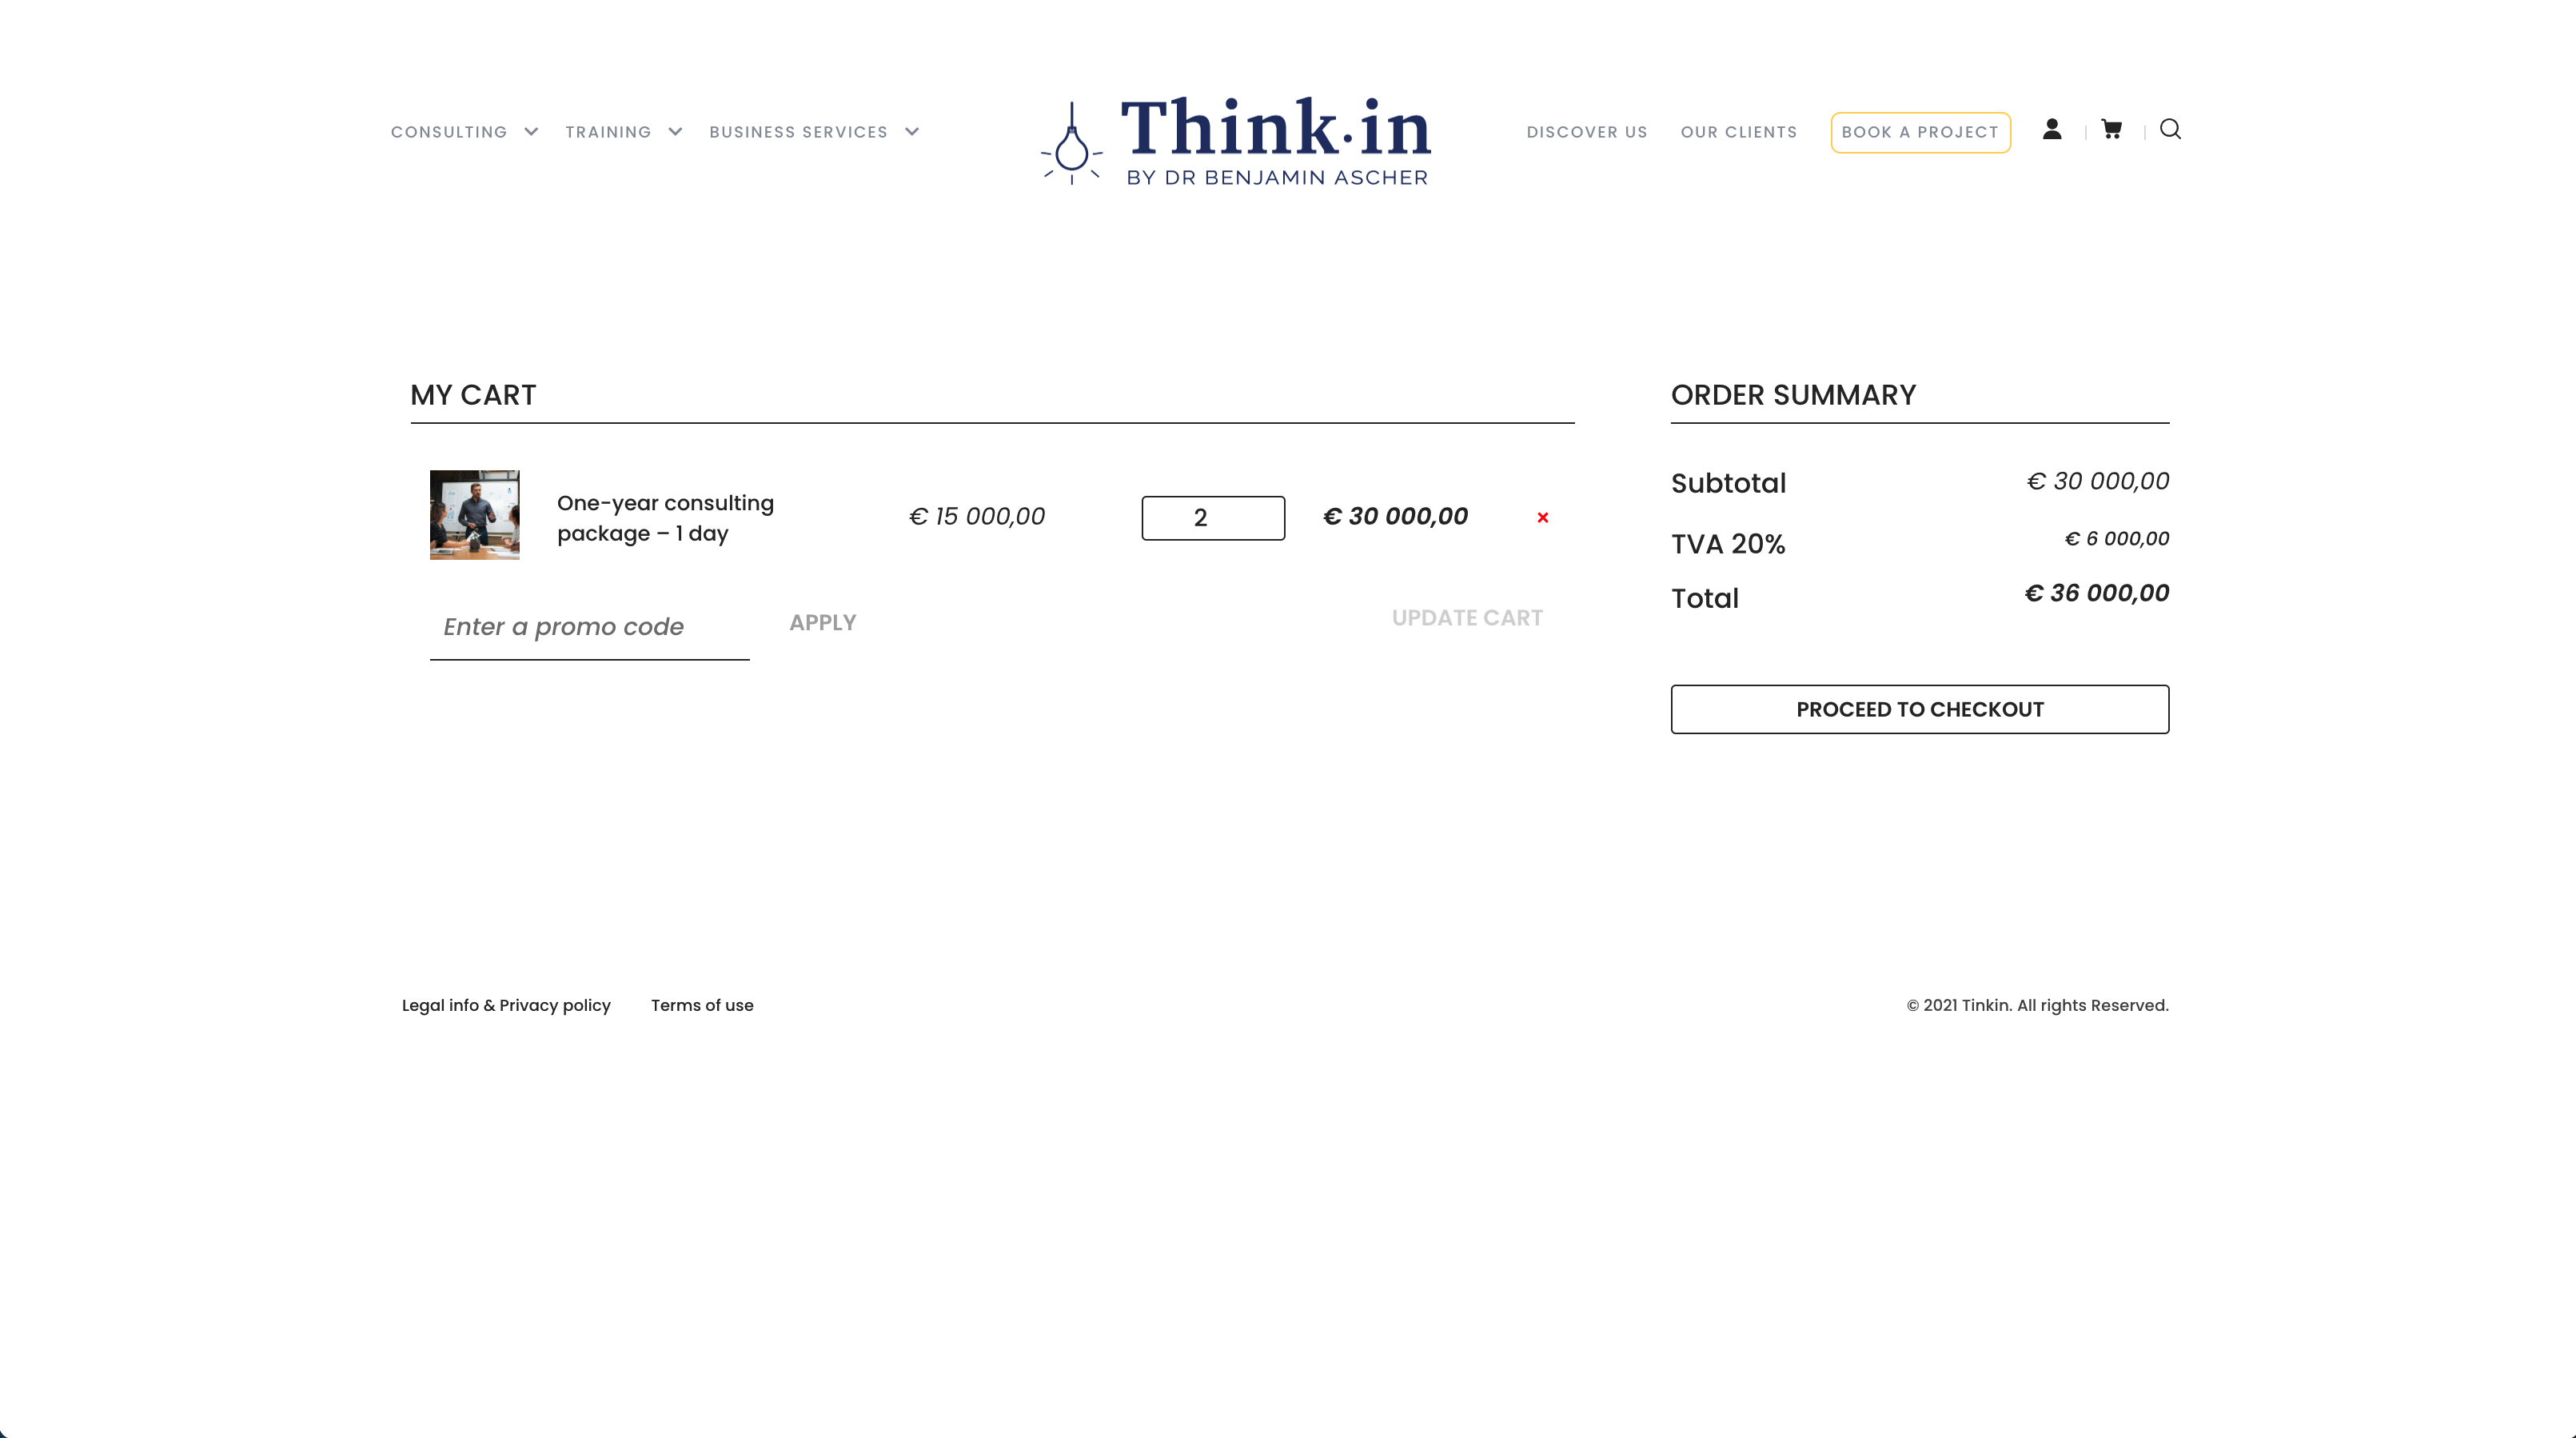 CONSULTING TRAINING BUSINESS SERVICES
Think·in
BY DR BENJAMIN ASCHER
DISCOVER US OUR CLIENTS BOOK A PROJECT
MY CART
One-year consulting
package – 1 day
€ 15 000,00 2 € 30 000,00 ×
Enter a promo code APPLY UPDATE CART
ORDER SUMMARY
Subtotal € 30 000,00
TVA 20% € 6 000,00
Total € 36 000,00
PROCEED TO CHECKOUT
Legal info & Privacy policy Terms of use © 2021 Tinkin. All rights Reserved.